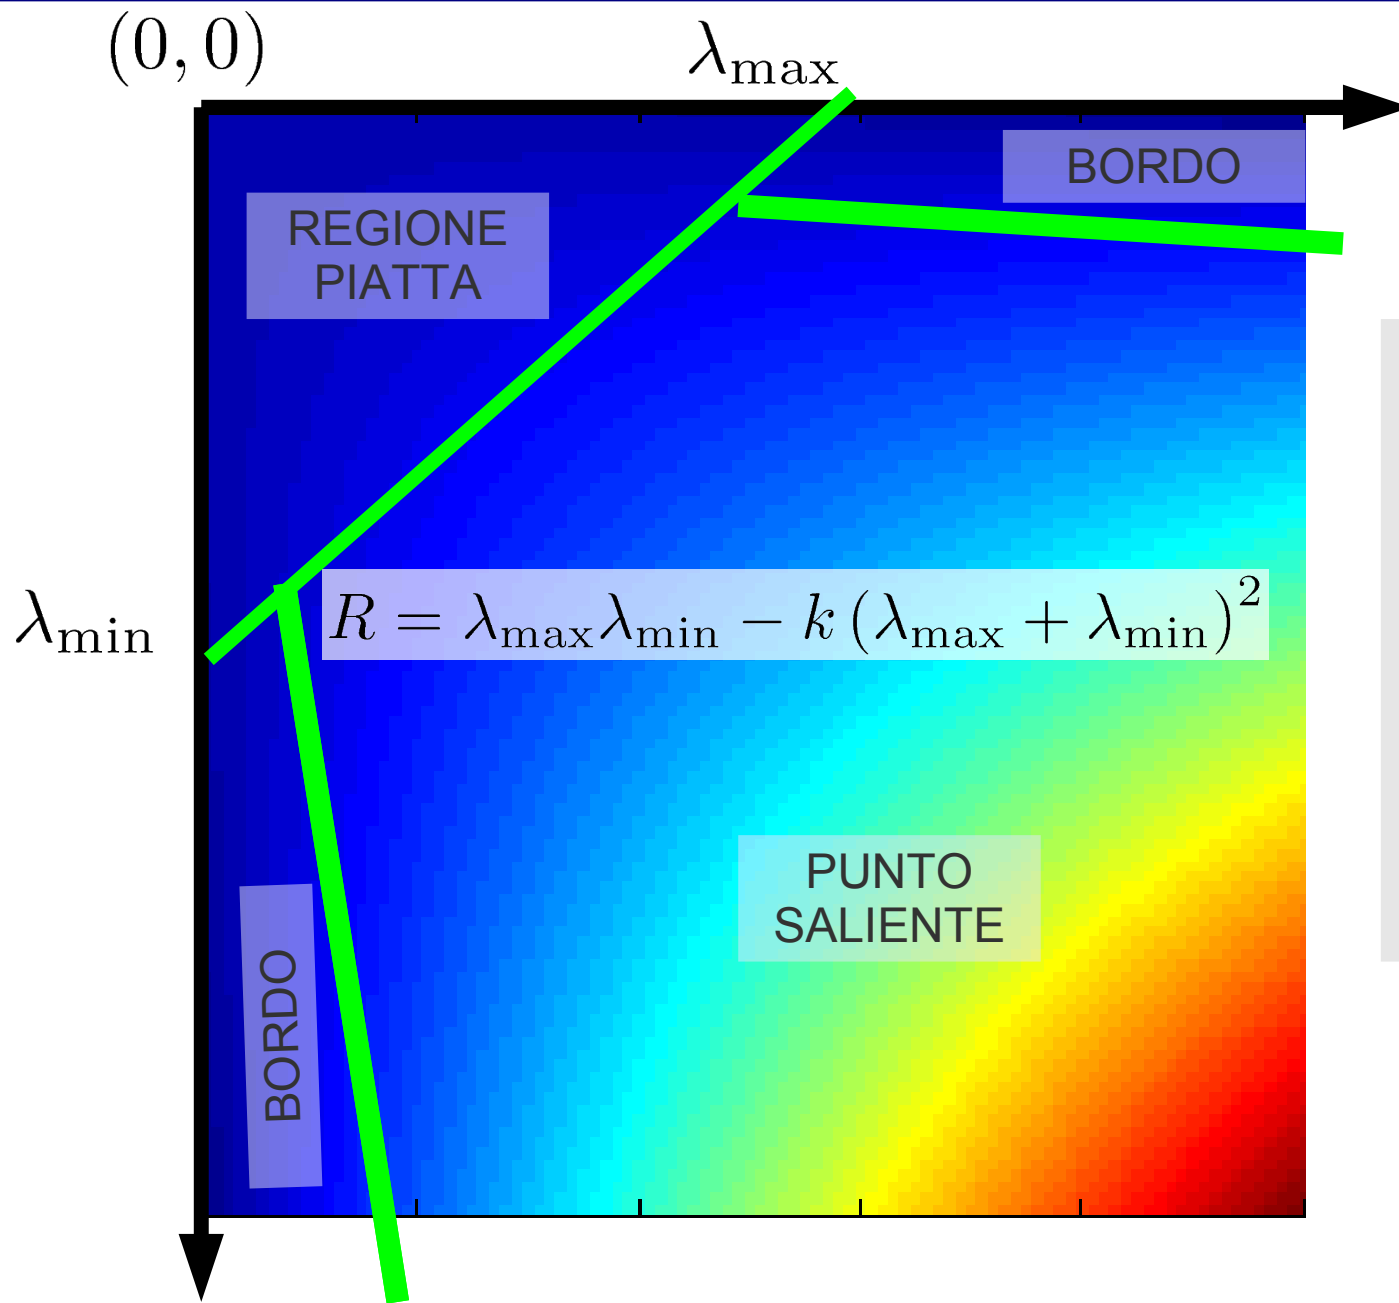 (0, 0)
λmax
BORDO
REGIONE
PIATTA
λmin
R = λmaxλmin − k (λmax + λmin)²
PUNTO
SALIENTE
BORDO